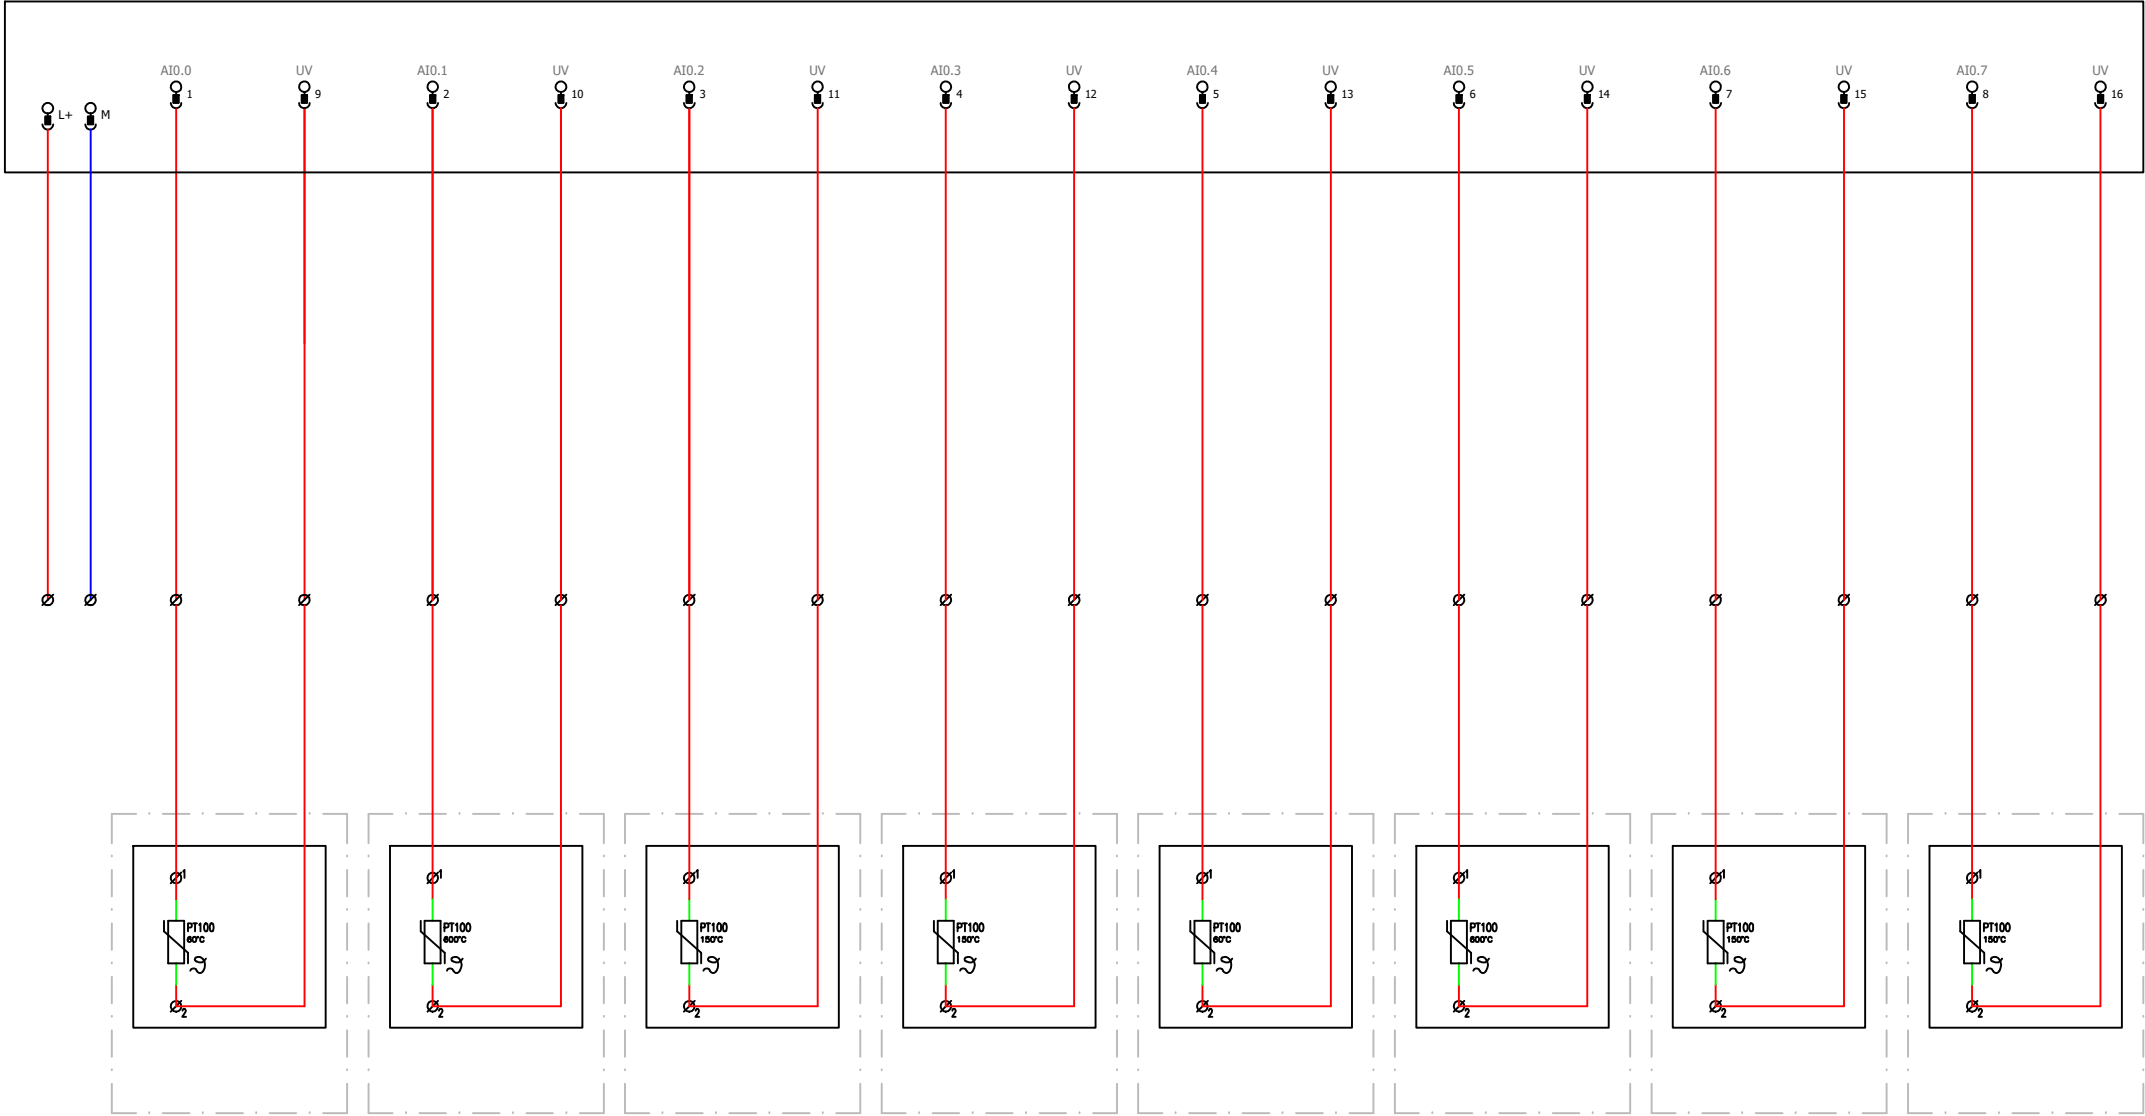 AI0.0 UV AI0.1 UV AI0.2 UV AI0.3 UV AI0.4 UV AI0.5 UV AI0.6 UV AI0.7 UV
1 9 2 10 3 11 4 12 5 13 6 14 7 15 8 16
L+ M
1 1 1 1 1 1 1 1
PT100 PT100 PT100 PT100 PT100 PT100 PT100 PT100
60°C 600°C 150°C 150°C 60°C 600°C 150°C 150°C
2 2 2 2 2 2 2 2